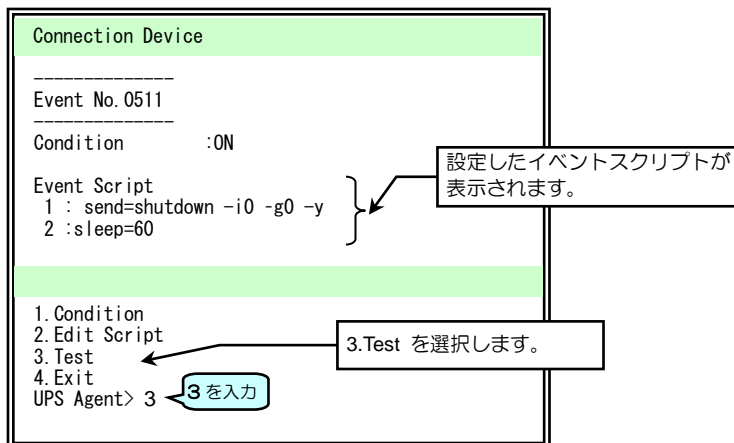 Connection Device
--------------
Event No.0511
--------------
Condition :ON
設定したイベントスクリプトが
表示されます。
Event Script
1 : send=shutdown –i0 -g0 –y
2 :sleep=60
1.Condition
2.Edit Script
3.Test
3.Test を選択します。
4.Exit
UPS Agent> 3
3 を入力